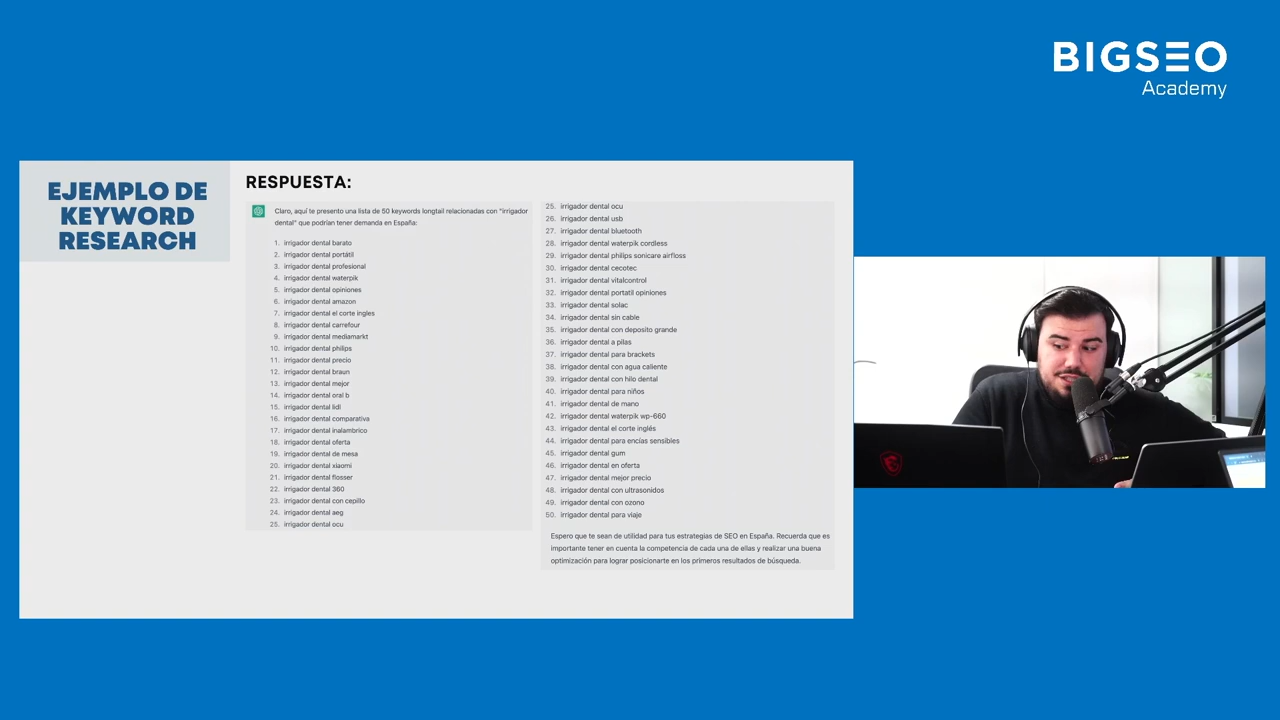 BIGSEO
Academy
EJEMPLO DE
KEYWORD
RESEARCH
RESPUESTA:
Claro, aquí te presento una lista de 50 keywords longtail relacionadas con "irrigador
dental" que podrían tener demanda en España:
1. irrigador dental barato
2. irrigador dental portátil
3. irrigador dental profesional
4. irrigador dental waterpik
5. irrigador dental opiniones
6. irrigador dental amazon
7. irrigador dental el corte ingles
8. irrigador dental carrefour
9. irrigador dental mediamarkt
10. irrigador dental philips
11. irrigador dental precio
12. irrigador dental braun
13. irrigador dental mejor
14. irrigador dental oral b
15. irrigador dental lidl
16. irrigador dental comparativa
17. irrigador dental inalambrico
18. irrigador dental oferta
19. irrigador dental de mesa
20. irrigador dental xiaomi
21. irrigador dental flosser
22. irrigador dental 360
23. irrigador dental con cepillo
24. irrigador dental aeg
25. irrigador dental ocu
25. irrigador dental ocu
26. irrigador dental usb
27. irrigador dental bluetooth
28. irrigador dental waterpik cordless
29. irrigador dental philips sonicare airfloss
30. irrigador dental cecotec
31. irrigador dental vitalcontrol
32. irrigador dental portatil opiniones
33. irrigador dental solac
34. irrigador dental sin cable
35. irrigador dental con deposito grande
36. irrigador dental a pilas
37. irrigador dental para brackets
38. irrigador dental con agua caliente
39. irrigador dental con hilo dental
40. irrigador dental para niños
41. irrigador dental de mano
42. irrigador dental waterpik wp-660
43. irrigador dental el corte inglés
44. irrigador dental para encías sensibles
45. irrigador dental gum
46. irrigador dental en oferta
47. irrigador dental mejor precio
48. irrigador dental con ultrasonidos
49. irrigador dental con ozono
50. irrigador dental para viaje
Espero que te sean de utilidad para tus estrategias de SEO en España. Recuerda que es
importante tener en cuenta la competencia de cada una de ellas y realizar una buena
optimización para lograr posicionarte en los primeros resultados de búsqueda.